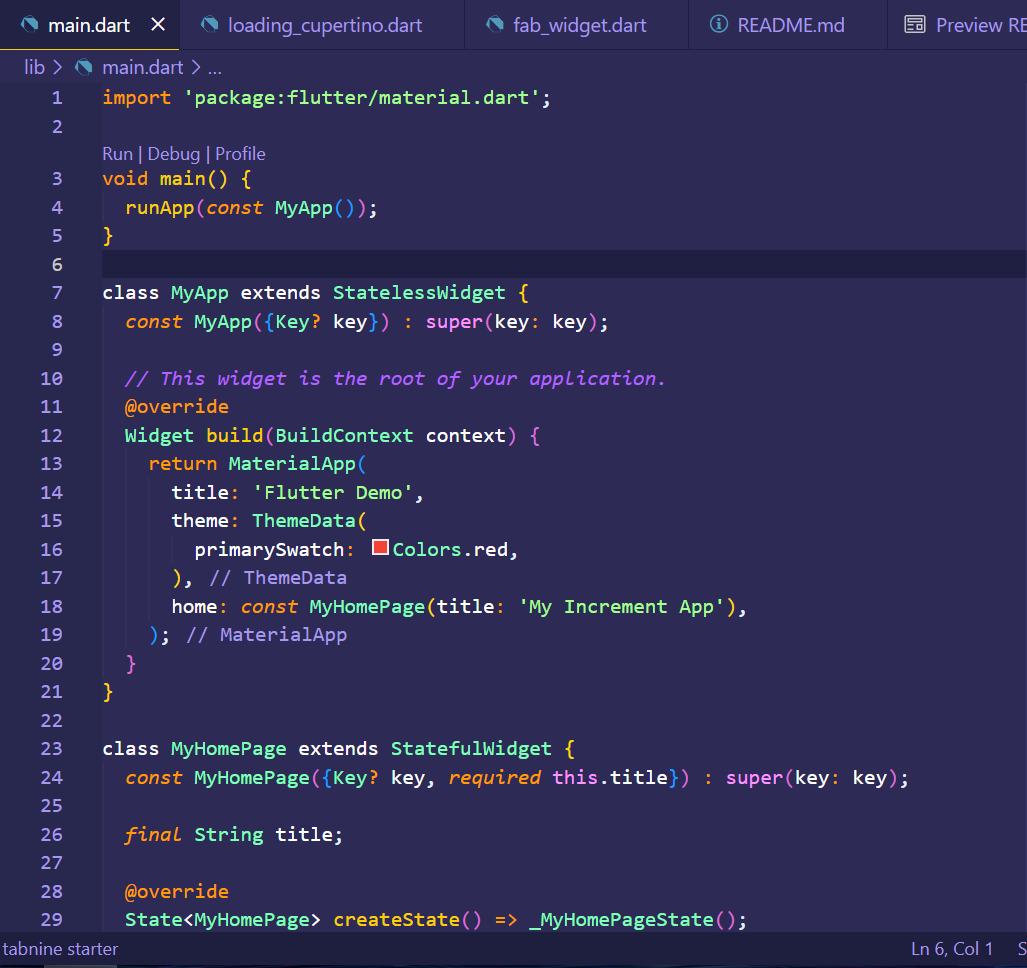 main.dart loading_cupertino.dart fab_widget.dart README.md Preview RE
lib > main.dart > ...
1 import 'package:flutter/material.dart';
2
Run | Debug | Profile
3 void main() {
4   runApp(const MyApp());
5 }
6
7 class MyApp extends StatelessWidget {
8   const MyApp({Key? key}) : super(key: key);
9
10   // This widget is the root of your application.
11   @override
12   Widget build(BuildContext context) {
13     return MaterialApp(
14       title: 'Flutter Demo',
15       theme: ThemeData(
16         primarySwatch: Colors.red,
17       ), // ThemeData
18       home: const MyHomePage(title: 'My Increment App'),
19     ); // MaterialApp
20   }
21 }
22
23 class MyHomePage extends StatefulWidget {
24   const MyHomePage({Key? key, required this.title}) : super(key: key);
25
26   final String title;
27
28   @override
29   State<MyHomePage> createState() => _MyHomePageState();
tabnine starter Ln 6, Col 1 S